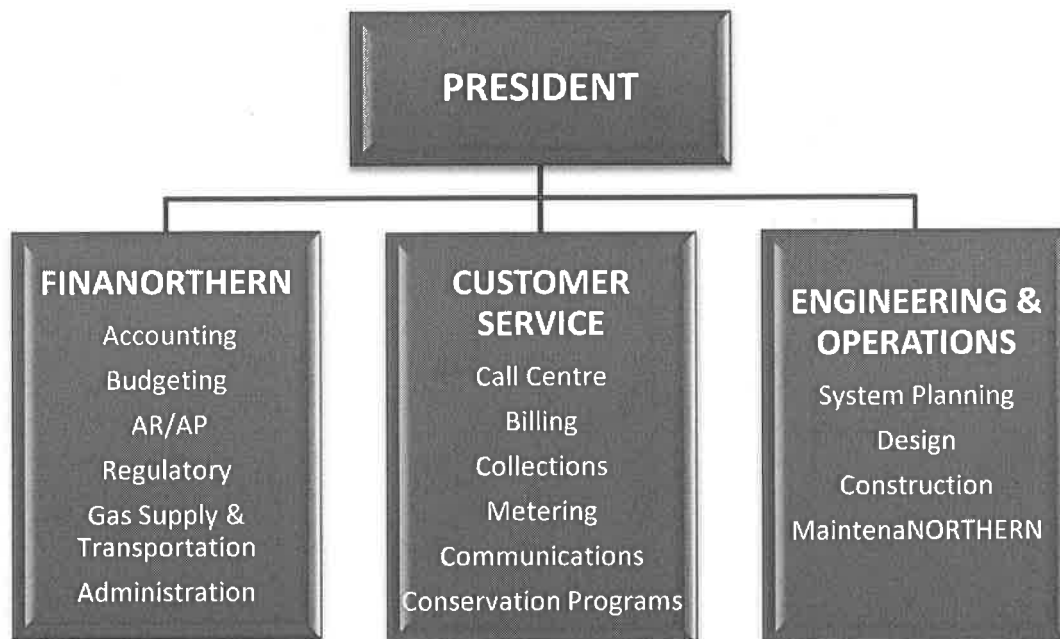 PRESIDENT
FINANORTHERN
Accounting
Budgeting
AR/AP
Regulatory
Gas Supply &
Transportation
Administration
CUSTOMER
SERVICE
Call Centre
Billing
Collections
Metering
Communications
Conservation Programs
ENGINEERING &
OPERATIONS
System Planning
Design
Construction
MaintenaNORTHERN